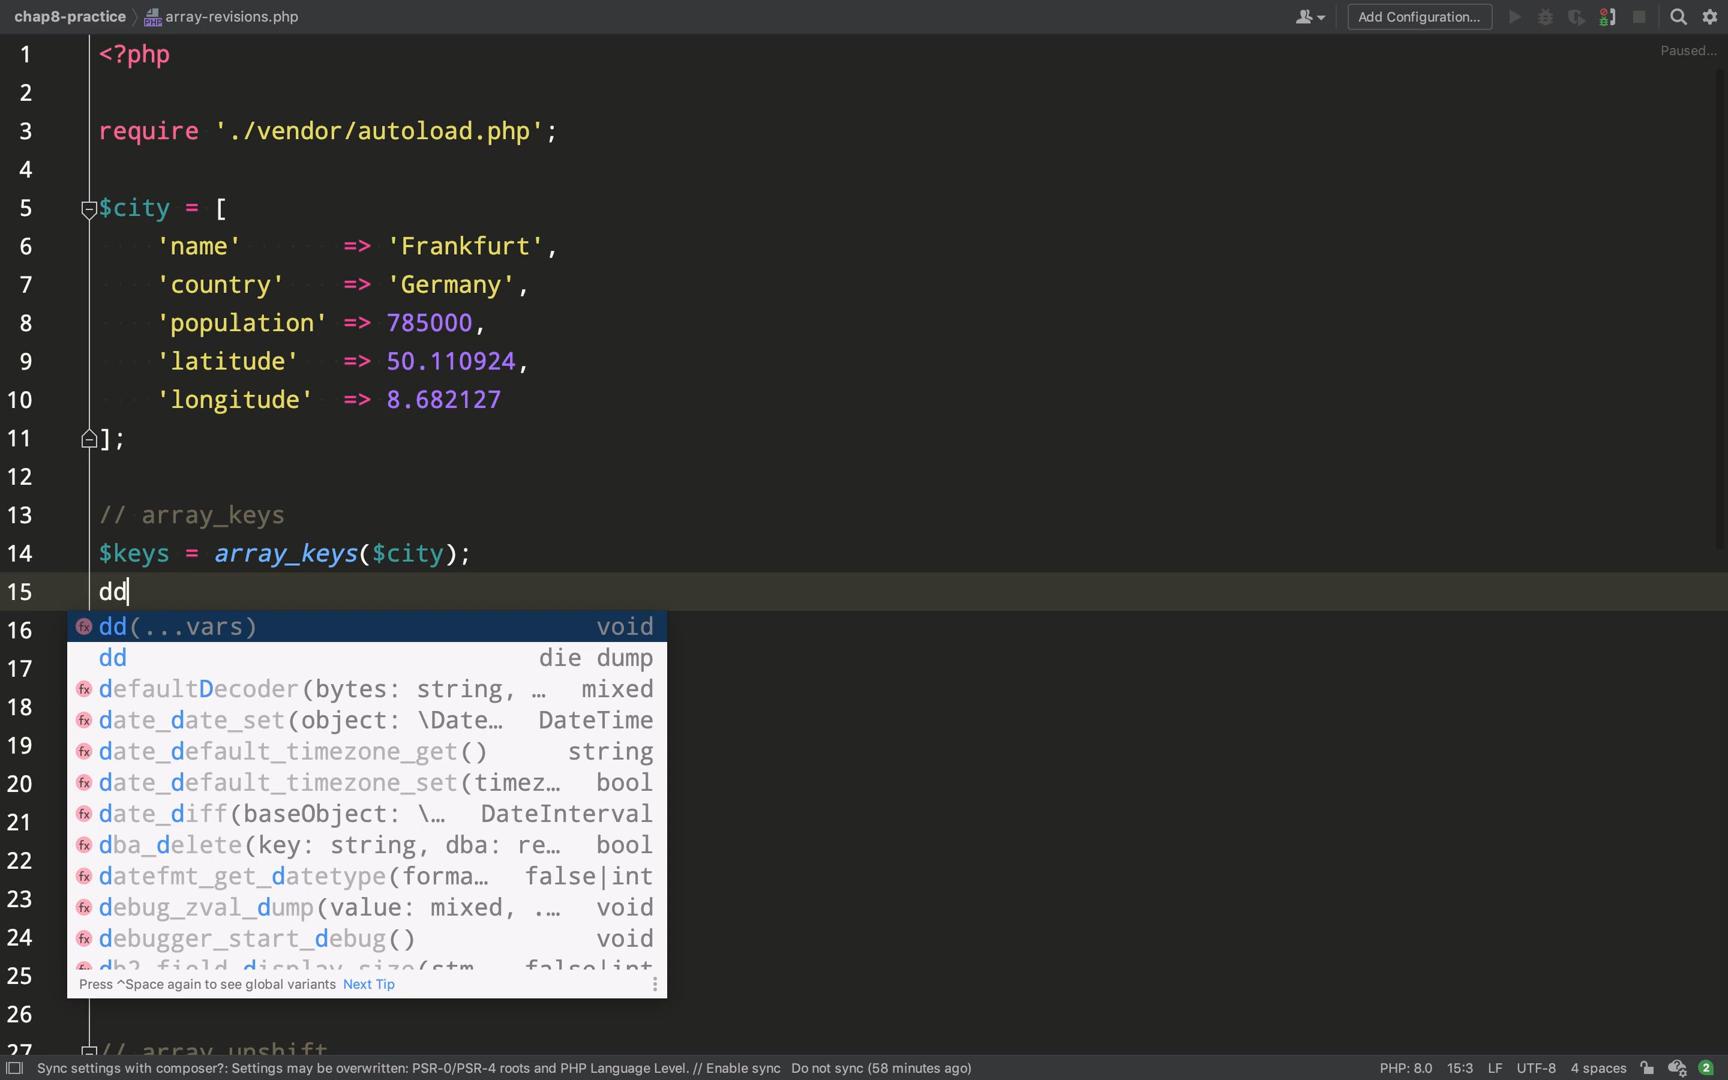 chap8-practice array-revisions.php Add Configuration...
Paused...
1 <?php
2
3 require './vendor/autoload.php';
4
5 $city = [
6 'name' => 'Frankfurt',
7 'country' => 'Germany',
8 'population' => 785000,
9 'latitude' => 50.110924,
10 'longitude' => 8.682127
11 ];
12
13 // array_keys
14 $keys = array_keys($city);
15 dd
16
17
18
19
20
21
22
23
24
25
26
27 // array_unshift
dd(...vars) void
dd die dump
defaultDecoder(bytes: string, … mixed
date_date_set(object: \Date… DateTime
date_default_timezone_get() string
date_default_timezone_set(timez… bool
date_diff(baseObject: \… DateInterval
dba_delete(key: string, dba: re… bool
datefmt_get_datetype(forma… false|int
debug_zval_dump(value: mixed, .… void
debugger_start_debug() void
db2_field_display_size(stm… false|int
Press ^Space again to see global variants Next Tip
Sync settings with composer?: Settings may be overwritten: PSR-0/PSR-4 roots and PHP Language Level. // Enable sync Do not sync (58 minutes ago) PHP: 8.0 15:3 LF UTF-8 4 spaces 2